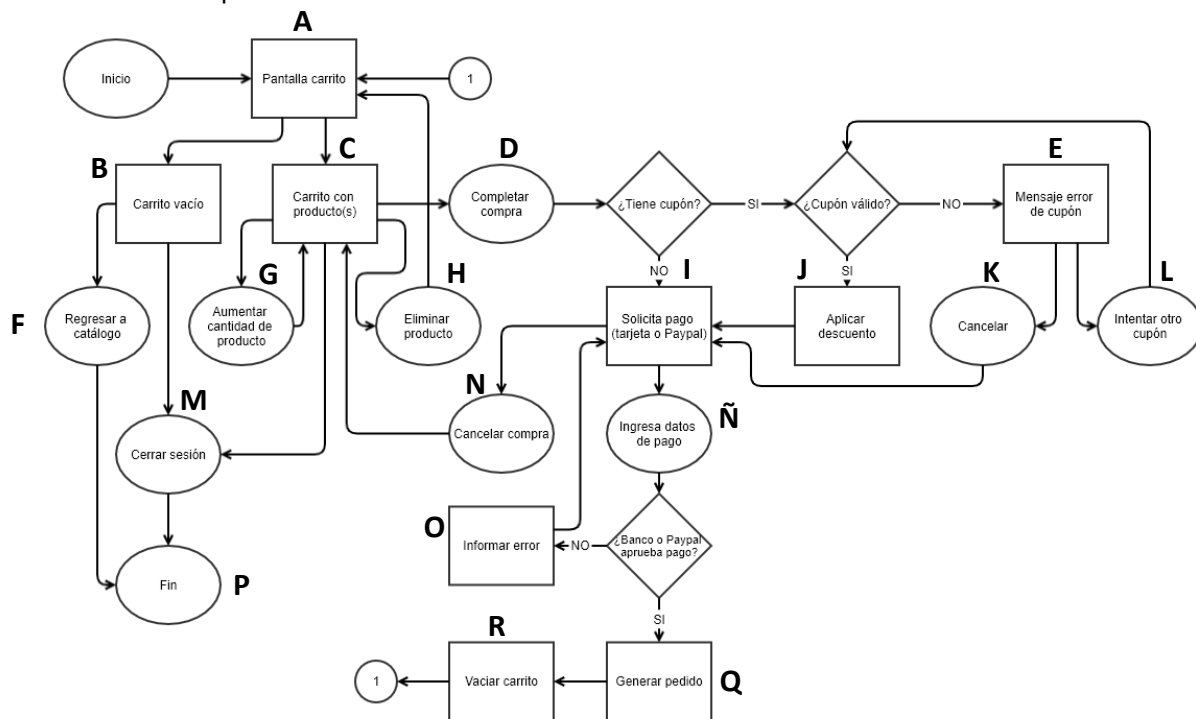 A
Inicio
Pantalla carrito
1
B
C
D
E
Carrito vacío
Carrito con
producto(s)
Completar
compra
¿Tiene cupón?
SI
¿Cupón válido?
NO
Mensaje error
de cupón
NO
I
J
SI
K
L
F
G
H
Regresar a
catálogo
Aumentar
cantidad de
producto
Eliminar
producto
Solicita pago
(tarjeta o Paypal)
Aplicar
descuento
Cancelar
Intentar otro
cupón
M
N
Ñ
Cerrar sesión
Cancelar compra
Ingresa datos
de pago
O
Informar error
NO
¿Banco o Paypal
aprueba pago?
Fin
P
SI
R
Q
1
Vaciar carrito
Generar pedido